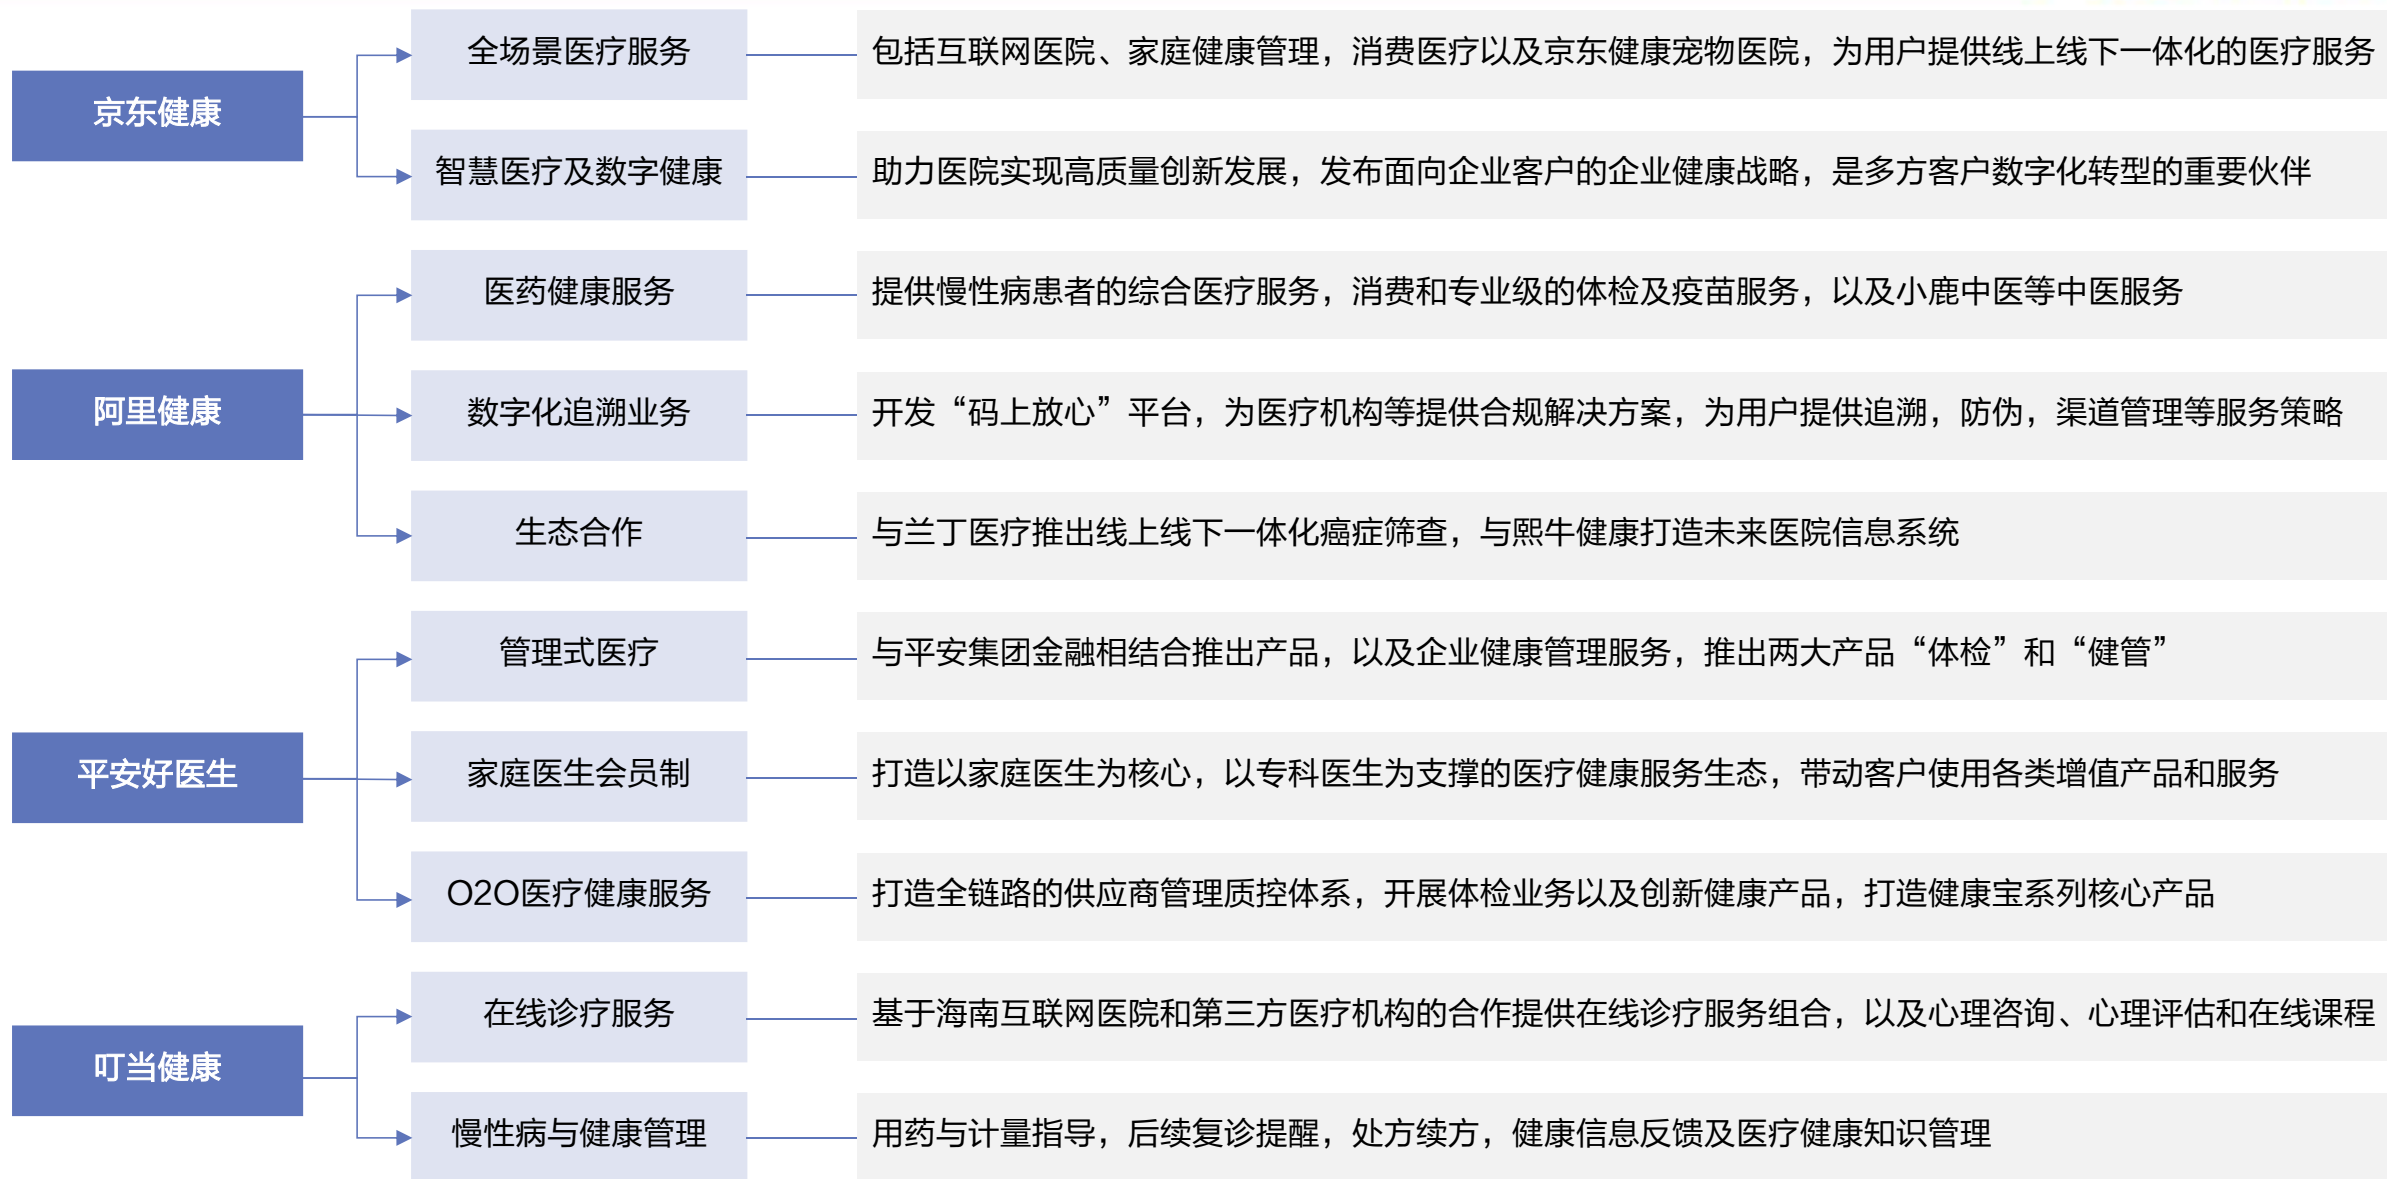 京东健康
全场景医疗服务
包括互联网医院、家庭健康管理，消费医疗以及京东健康宠物医院，为用户提供线上线下一体化的医疗服务
智慧医疗及数字健康
助力医院实现高质量创新发展，发布面向企业客户的企业健康战略，是多方客户数字化转型的重要伙伴
阿里健康
医药健康服务
提供慢性病患者的综合医疗服务，消费和专业级的体检及疫苗服务，以及小鹿中医等中医服务
数字化追溯业务
开发“码上放心”平台，为医疗机构等提供合规解决方案，为用户提供追溯，防伪，渠道管理等服务策略
生态合作
与兰丁医疗推出线上线下一体化癌症筛查，与熙牛健康打造未来医院信息系统
平安好医生
管理式医疗
与平安集团金融相结合推出产品，以及企业健康管理服务，推出两大产品“体检”和“健管”
家庭医生会员制
打造以家庭医生为核心，以专科医生为支撑的医疗健康服务生态，带动客户使用各类增值产品和服务
O2O医疗健康服务
打造全链路的供应商管理质控体系，开展体检业务以及创新健康产品，打造健康宝系列核心产品
叮当健康
在线诊疗服务
基于海南互联网医院和第三方医疗机构的合作提供在线诊疗服务组合，以及心理咨询、心理评估和在线课程
慢性病与健康管理
用药与计量指导，后续复诊提醒，处方续方，健康信息反馈及医疗健康知识管理